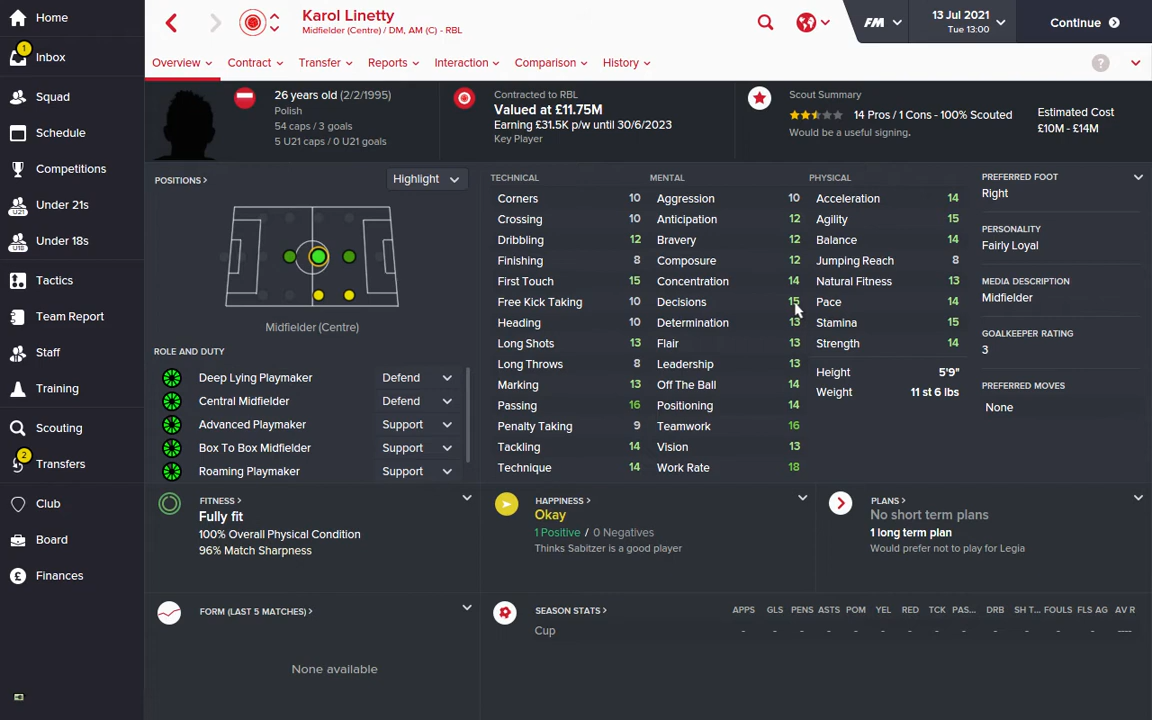 Home
Karol Linetty
Midfielder (Centre) / DM, AM (C) - RBL
FM
13 Jul 2021
Tue 13:00
Continue
1
Inbox
Overview
Contract
Transfer
Reports
Interaction
Comparison
History
?
Squad
Schedule
Competitions
U21
Under 21s
U18
Under 18s
Tactics
Team Report
Staff
Training
Scouting
2
Transfers
Club
Board
£ Finances
26 years old (2/2/1995)
Polish
54 caps / 3 goals
5 U21 caps / 0 U21 goals
Contracted to RBL
Valued at £11.75M
Earning £31.5K p/w until 30/6/2023
Key Player
Scout Summary
14 Pros / 1 Cons - 100% Scouted
Would be a useful signing.
Estimated Cost
£10M - £14M
POSITIONS >
Highlight
Midfielder (Centre)
ROLE AND DUTY
Deep Lying Playmaker Defend
Central Midfielder Defend
Advanced Playmaker Support
Box To Box Midfielder Support
Roaming Playmaker Support
TECHNICAL
Corners 10
Crossing 10
Dribbling 12
Finishing 8
First Touch 15
Free Kick Taking 10
Heading 10
Long Shots 13
Long Throws 8
Marking 13
Passing 16
Penalty Taking 9
Tackling 14
Technique 14
MENTAL
Aggression 10
Anticipation 12
Bravery 12
Composure 12
Concentration 14
Decisions 15
Determination 13
Flair 13
Leadership 13
Off The Ball 14
Positioning 14
Teamwork 16
Vision 13
Work Rate 18
PHYSICAL
Acceleration 14
Agility 15
Balance 14
Jumping Reach 8
Natural Fitness 13
Pace 14
Stamina 15
Strength 14
Height 5'9"
Weight 11 st 6 lbs
PREFERRED FOOT
Right
PERSONALITY
Fairly Loyal
MEDIA DESCRIPTION
Midfielder
GOALKEEPER RATING
3
PREFERRED MOVES
None
FITNESS >
Fully fit
100% Overall Physical Condition
96% Match Sharpness
HAPPINESS >
Okay
1 Positive / 0 Negatives
Thinks Sabitzer is a good player
PLANS >
No short term plans
1 long term plan
Would prefer not to play for Legia
FORM (LAST 5 MATCHES) >
None available
SEASON STATS > APPS GLS PENS ASTS POM YEL RED TCK PAS... DRB SH T... FOULS FLS AG AV R
Cup - - - - - - - - - - - - - ----